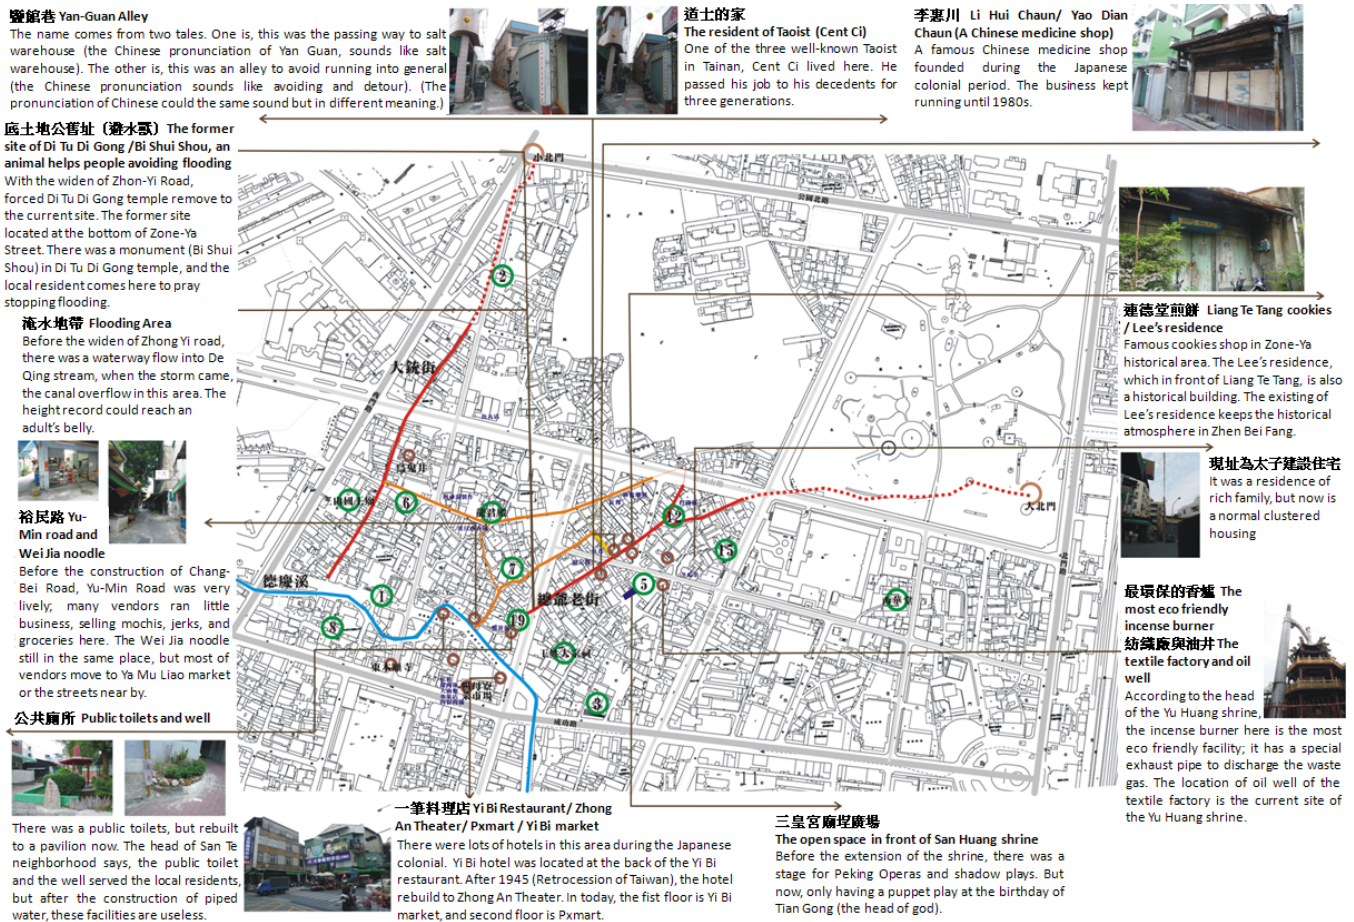 鹽館巷 Yan-Guan Alley
The name comes from two tales. One is, this was the passing way to salt
warehouse (the Chinese pronunciation of Yan Guan, sounds like salt
warehouse). The other is, this was an alley to avoid running into general
(the Chinese pronunciation sounds like avoiding and detour). (The
pronunciation of Chinese could the same sound but in different meaning.)
道士的家
The resident of Taoist (Cent Ci)
One of the three well-known Taoist
in Tainan, Cent Ci lived here. He
passed his job to his decedents for
three generations.
李惠川 Li Hui Chaun/ Yao Dian
Chaun (A Chinese medicine shop)
A famous Chinese medicine shop
founded during the Japanese
colonial period. The business kept
running until 1980s.
底土地公舊址〔避水獸〕The former
site of Di Tu Di Gong /Bi Shui Shou, an
animal helps people avoiding flooding
With the widen of Zhon-Yi Road,
forced Di Tu Di Gong temple remove to
the current site. The former site
located at the bottom of Zone-Ya
Street. There was a monument (Bi Shui
Shou) in Di Tu Di Gong temple, and the
local resident comes here to pray
stopping flooding.
淹水地帶 Flooding Area
Before the widen of Zhong Yi road,
there was a waterway flow into De
Qing stream, when the storm came,
the canal overflow in this area. The
height record could reach an
adult's belly.
裕民路 Yu-
Min road and
Wei Jia noodle
Before the construction of Chang-
Bei Road, Yu-Min Road was very
lively; many vendors ran little
business, selling mochis, jerks, and
groceries here. The Wei Jia noodle
still in the same place, but most of
vendors move to Ya Mu Liao market
or the streets near by.
公共廁所 Public toilets and well
There was a public toilets, but rebuilt
to a pavilion now. The head of San Te
neighborhood says, the public toilet
and the well served the local residents,
but after the construction of piped
water, these facilities are useless.
小北門
公園北路
2
大銃街
烏鬼井
三山國王廟
6
7
12
15
5
大北門
德慶溪
1
8
19
總爺老街
3
東本願寺
成功路
11
連德堂煎餅 Liang Te Tang cookies
/ Lee's residence
Famous cookies shop in Zone-Ya
historical area. The Lee's residence,
which in front of Liang Te Tang, is also
a historical building. The existing of
Lee's residence keeps the historical
atmosphere in Zhen Bei Fang.
現址為太子建設住宅
It was a residence of
rich family, but now is
a normal clustered
housing
最環保的香爐 The
most eco friendly
incense burner
紡織廠與油井 The
textile factory and oil
well
According to the head
of the Yu Huang shrine,
the incense burner here is the most
eco friendly facility; it has a special
exhaust pipe to discharge the waste
gas. The location of oil well of the
textile factory is the current site of
the Yu Huang shrine.
一筆料理店 Yi Bi Restaurant/ Zhong
An Theater/ Pxmart / Yi Bi market
There were lots of hotels in this area during the Japanese
colonial. Yi Bi hotel was located at the back of the Yi Bi
restaurant. After 1945 (Retrocession of Taiwan), the hotel
rebuild to Zhong An Theater. In today, the fist floor is Yi Bi
market, and second floor is Pxmart.
三皇宮廟埕廣場
The open space in front of San Huang shrine
Before the extension of the shrine, there was a
stage for Peking Operas and shadow plays. But
now, only having a puppet play at the birthday of
Tian Gong (the head of god).